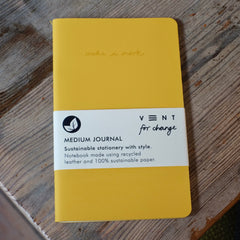 make a mark
VENT
for change
MEDIUM JOURNAL
Sustainable stationery with style.
Notebook made using recycled
leather and 100% sustainable paper.